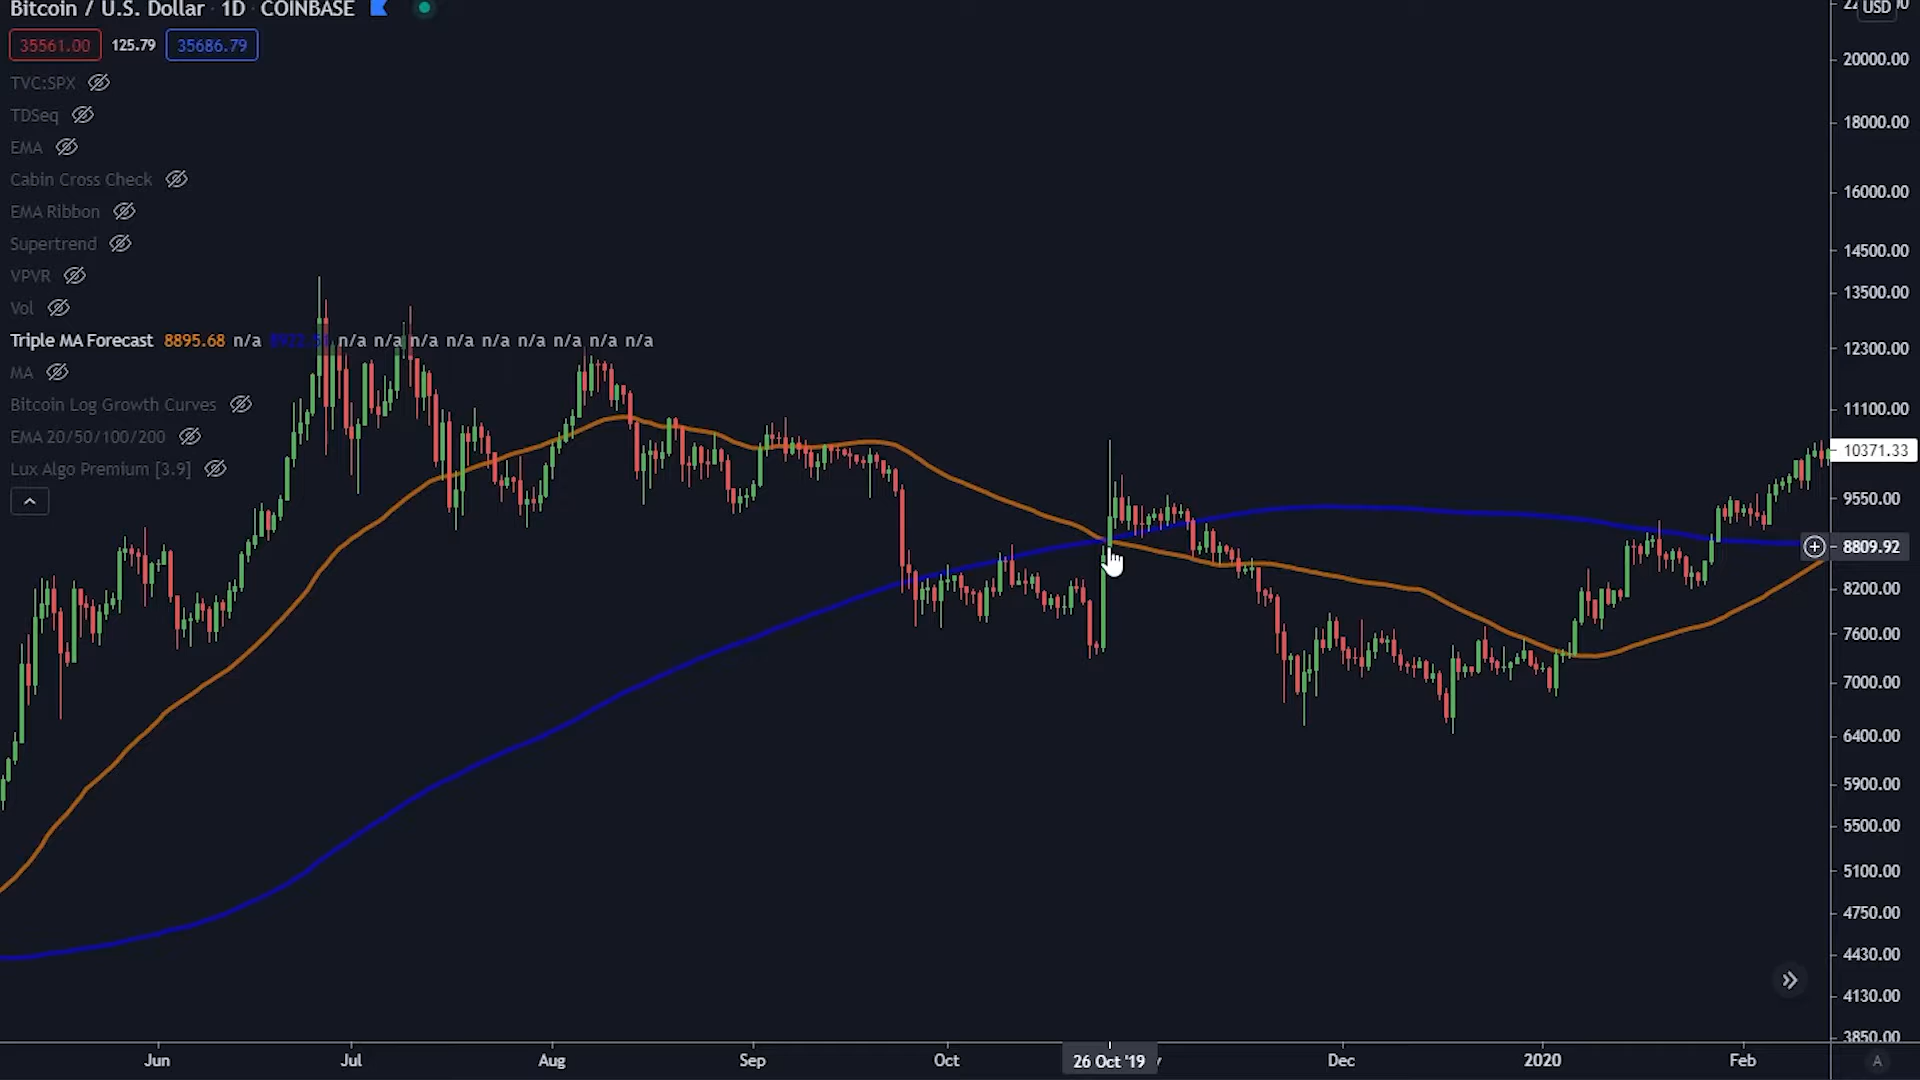 Bitcoin / U.S. Dollar · 1D · COINBASE
35561.00 125.79 35686.79
TVC:SPX
TDSeq
EMA
Cabin Cross Check
EMA Ribbon
Supertrend
VPVR
Vol
Triple MA Forecast 8895.68 n/a n/a n/a n/a n/a n/a n/a n/a n/a n/a
MA
Bitcoin Log Growth Curves
EMA 20/50/100/200
Lux Algo Premium [3.9]
USD
20000.00
18000.00
16000.00
14500.00
13500.00
12300.00
11100.00
10371.33
9550.00
8809.92
8200.00
7600.00
7000.00
6400.00
5900.00
5500.00
5100.00
4750.00
4430.00
4130.00
3850.00
Jun Jul Aug Sep Oct 26 Oct '19 Dec 2020 Feb A